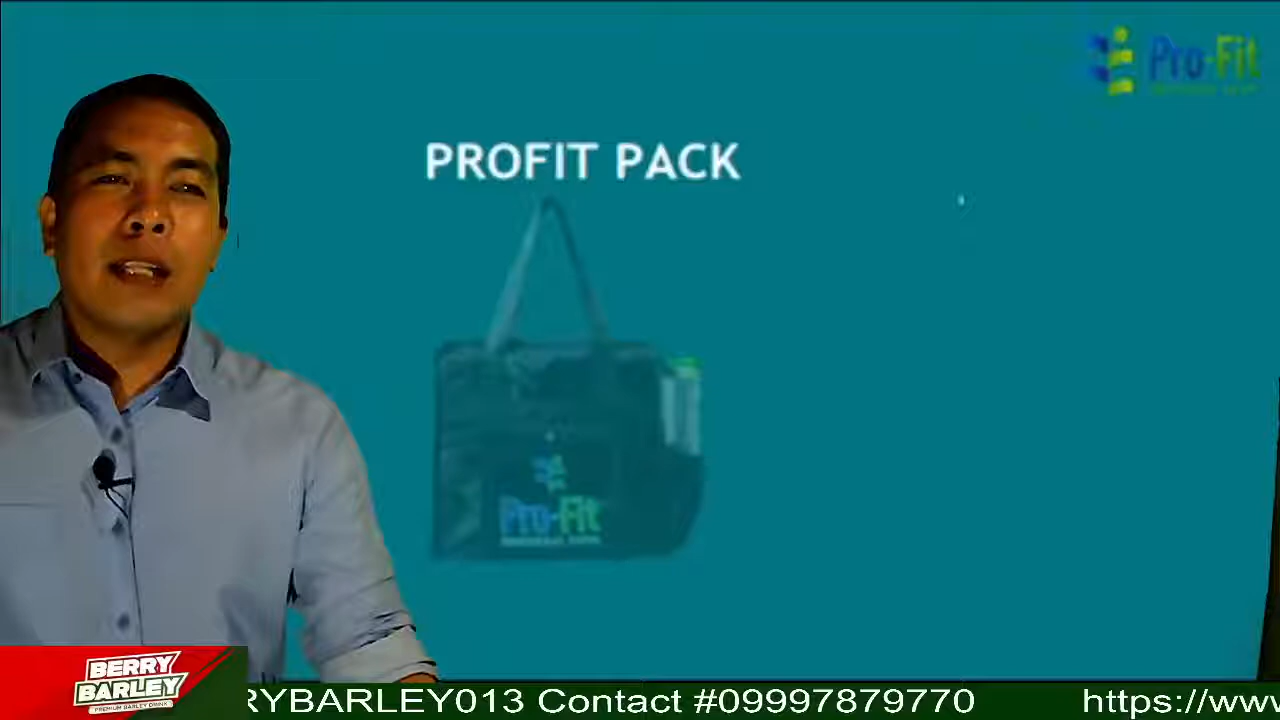 Pro-Fit
PROFIT PACK
Pro-Fit
BERRY
BARLEY
PREMIUM BARLEY DRINK
RYBARLEY013 Contact #09997879770
https://www